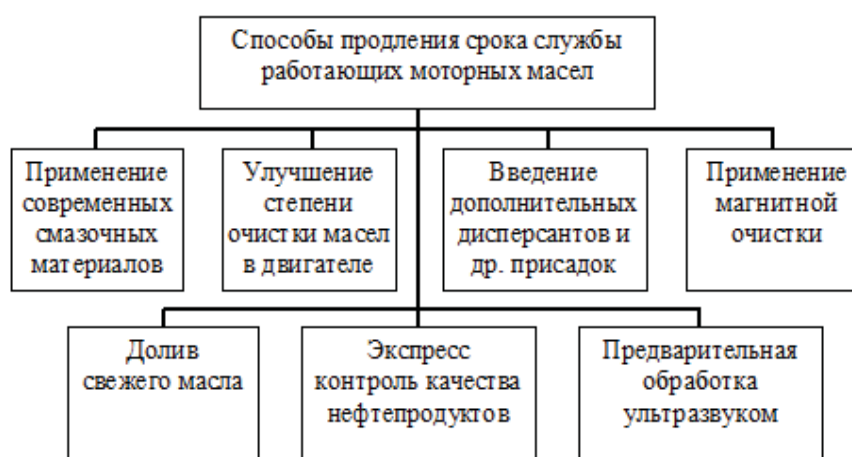 Способы продления срока службы
работающих моторных масел
Применение
современных
смазочных
материалов
Улучшение
степени
очистки масел
в двигателе
Введение
дополнительных
дисперсантов и
др. присадок
Применение
магнитной
очистки
Долив
свежего масла
Экспресс
контроль качества
нефтепродуктов
Предварительная
обработка
ультразвуком